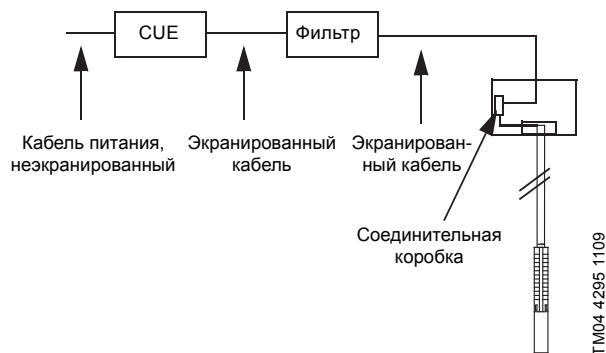 CUE
Фильтр
Кабель питания,
неэкранированный
Экранированный
кабель
Экранирован-
ный кабель
Соединительная
коробка
TM04 4295 1109